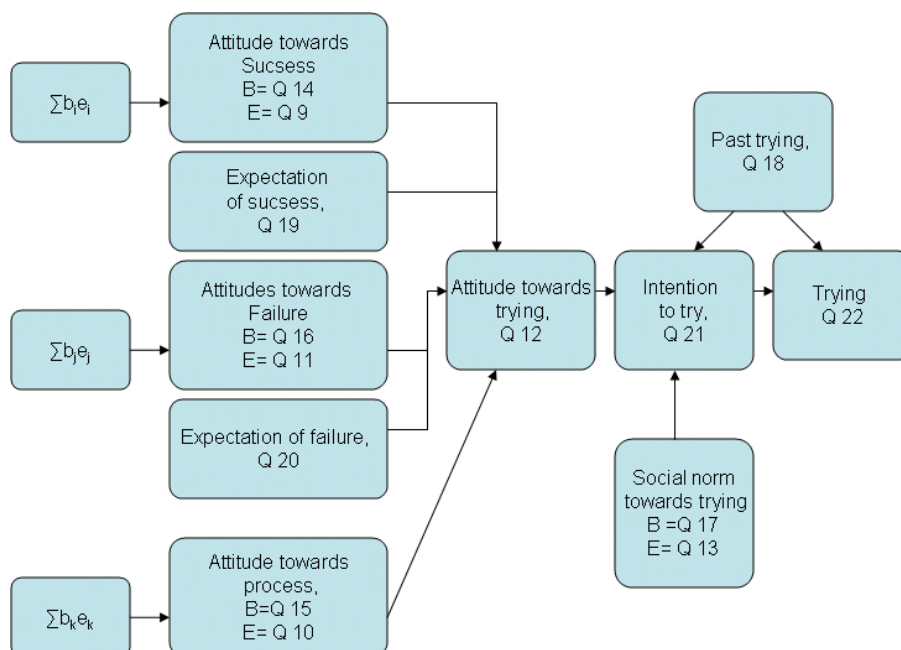 ∑bᵢeᵢ
Attitude towards
Sucsess
B= Q 14
E= Q 9
Expectation
of sucsess,
Q 19
∑bⱼeⱼ
Attitudes towards
Failure
B= Q 16
E= Q 11
Expectation of failure,
Q 20
∑bₖeₖ
Attitude towards
process,
B=Q 15
E= Q 10
Attitude towards
trying,
Q 12
Past trying,
Q 18
Intention
to try,
Q 21
Trying
Q 22
Social norm
towards trying
B =Q 17
E= Q 13